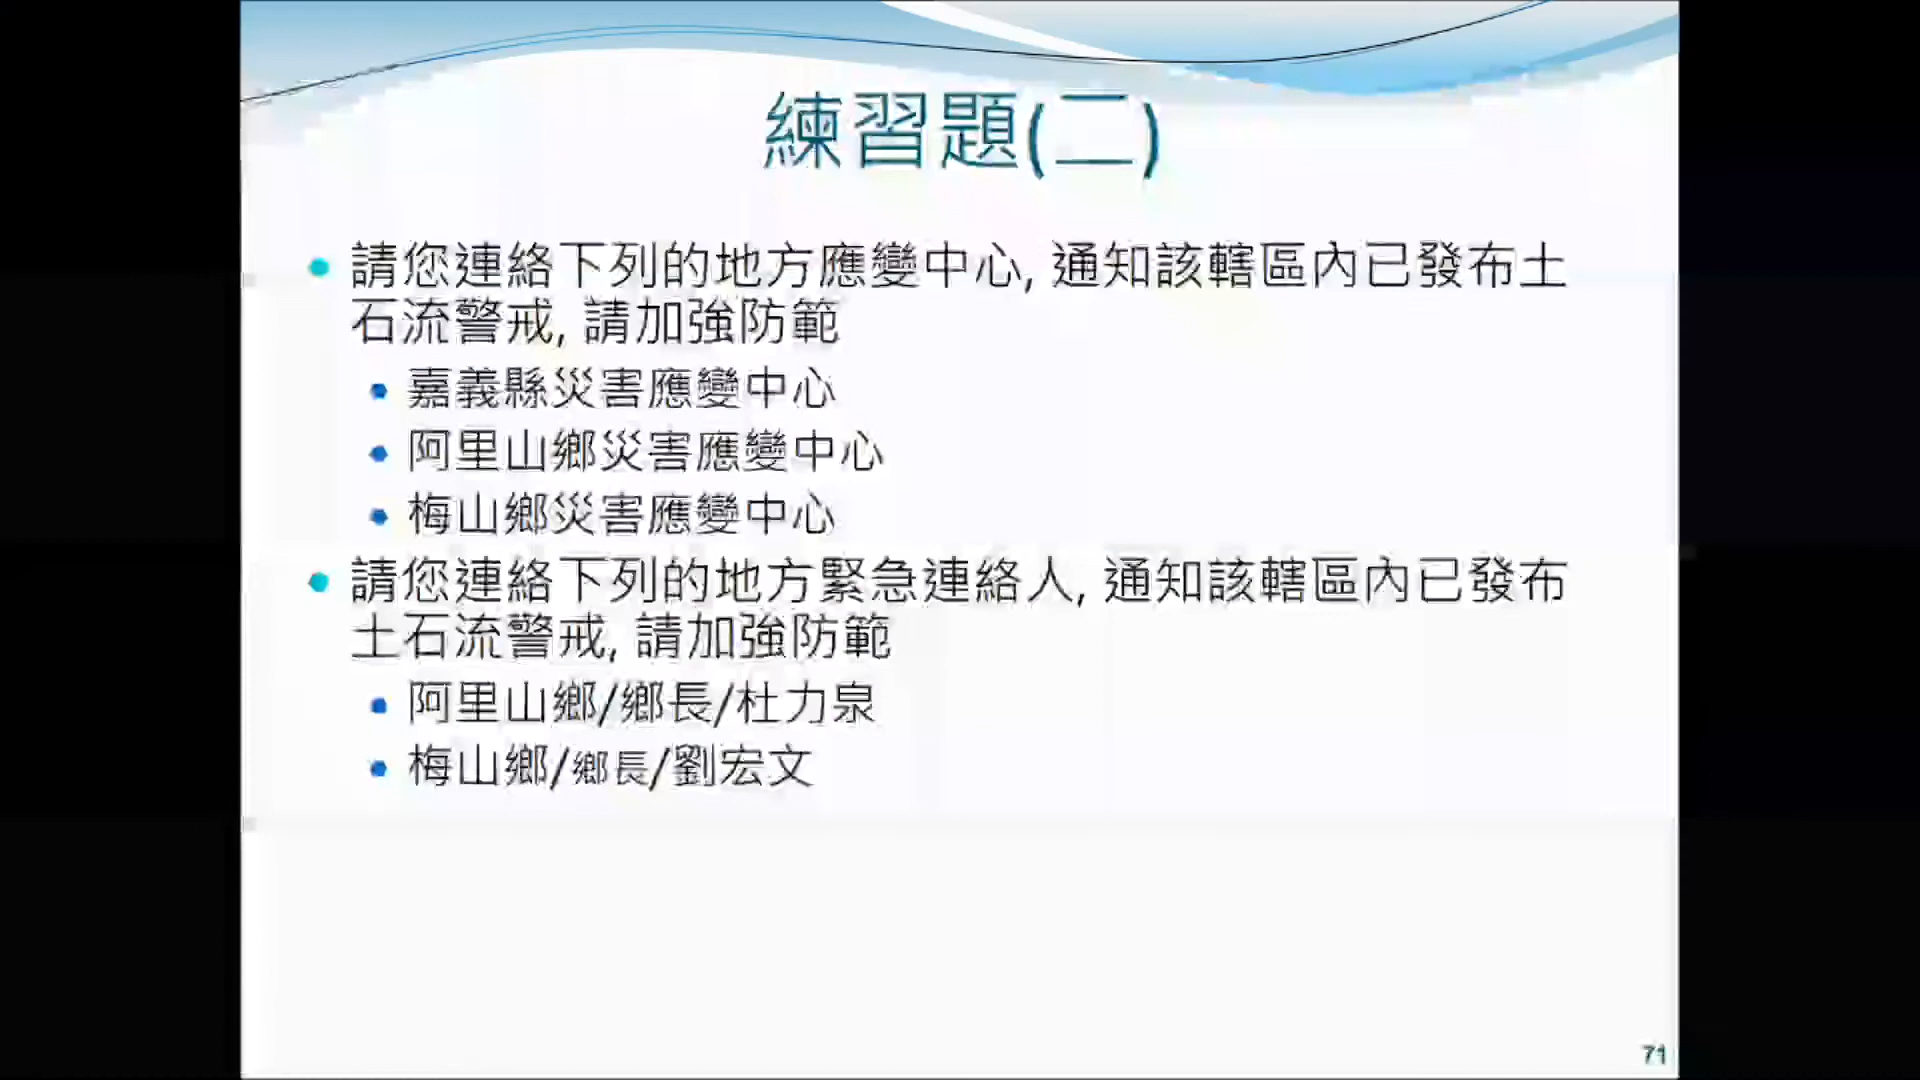 練習題(二)
請您連絡下列的地方應變中心, 通知該轄區內已發布土
石流警戒, 請加強防範
嘉義縣災害應變中心
阿里山鄉災害應變中心
梅山鄉災害應變中心
請您連絡下列的地方緊急連絡人, 通知該轄區內已發布
土石流警戒, 請加強防範
阿里山鄉/鄉長/杜力泉
梅山鄉/鄉長/劉宏文
71